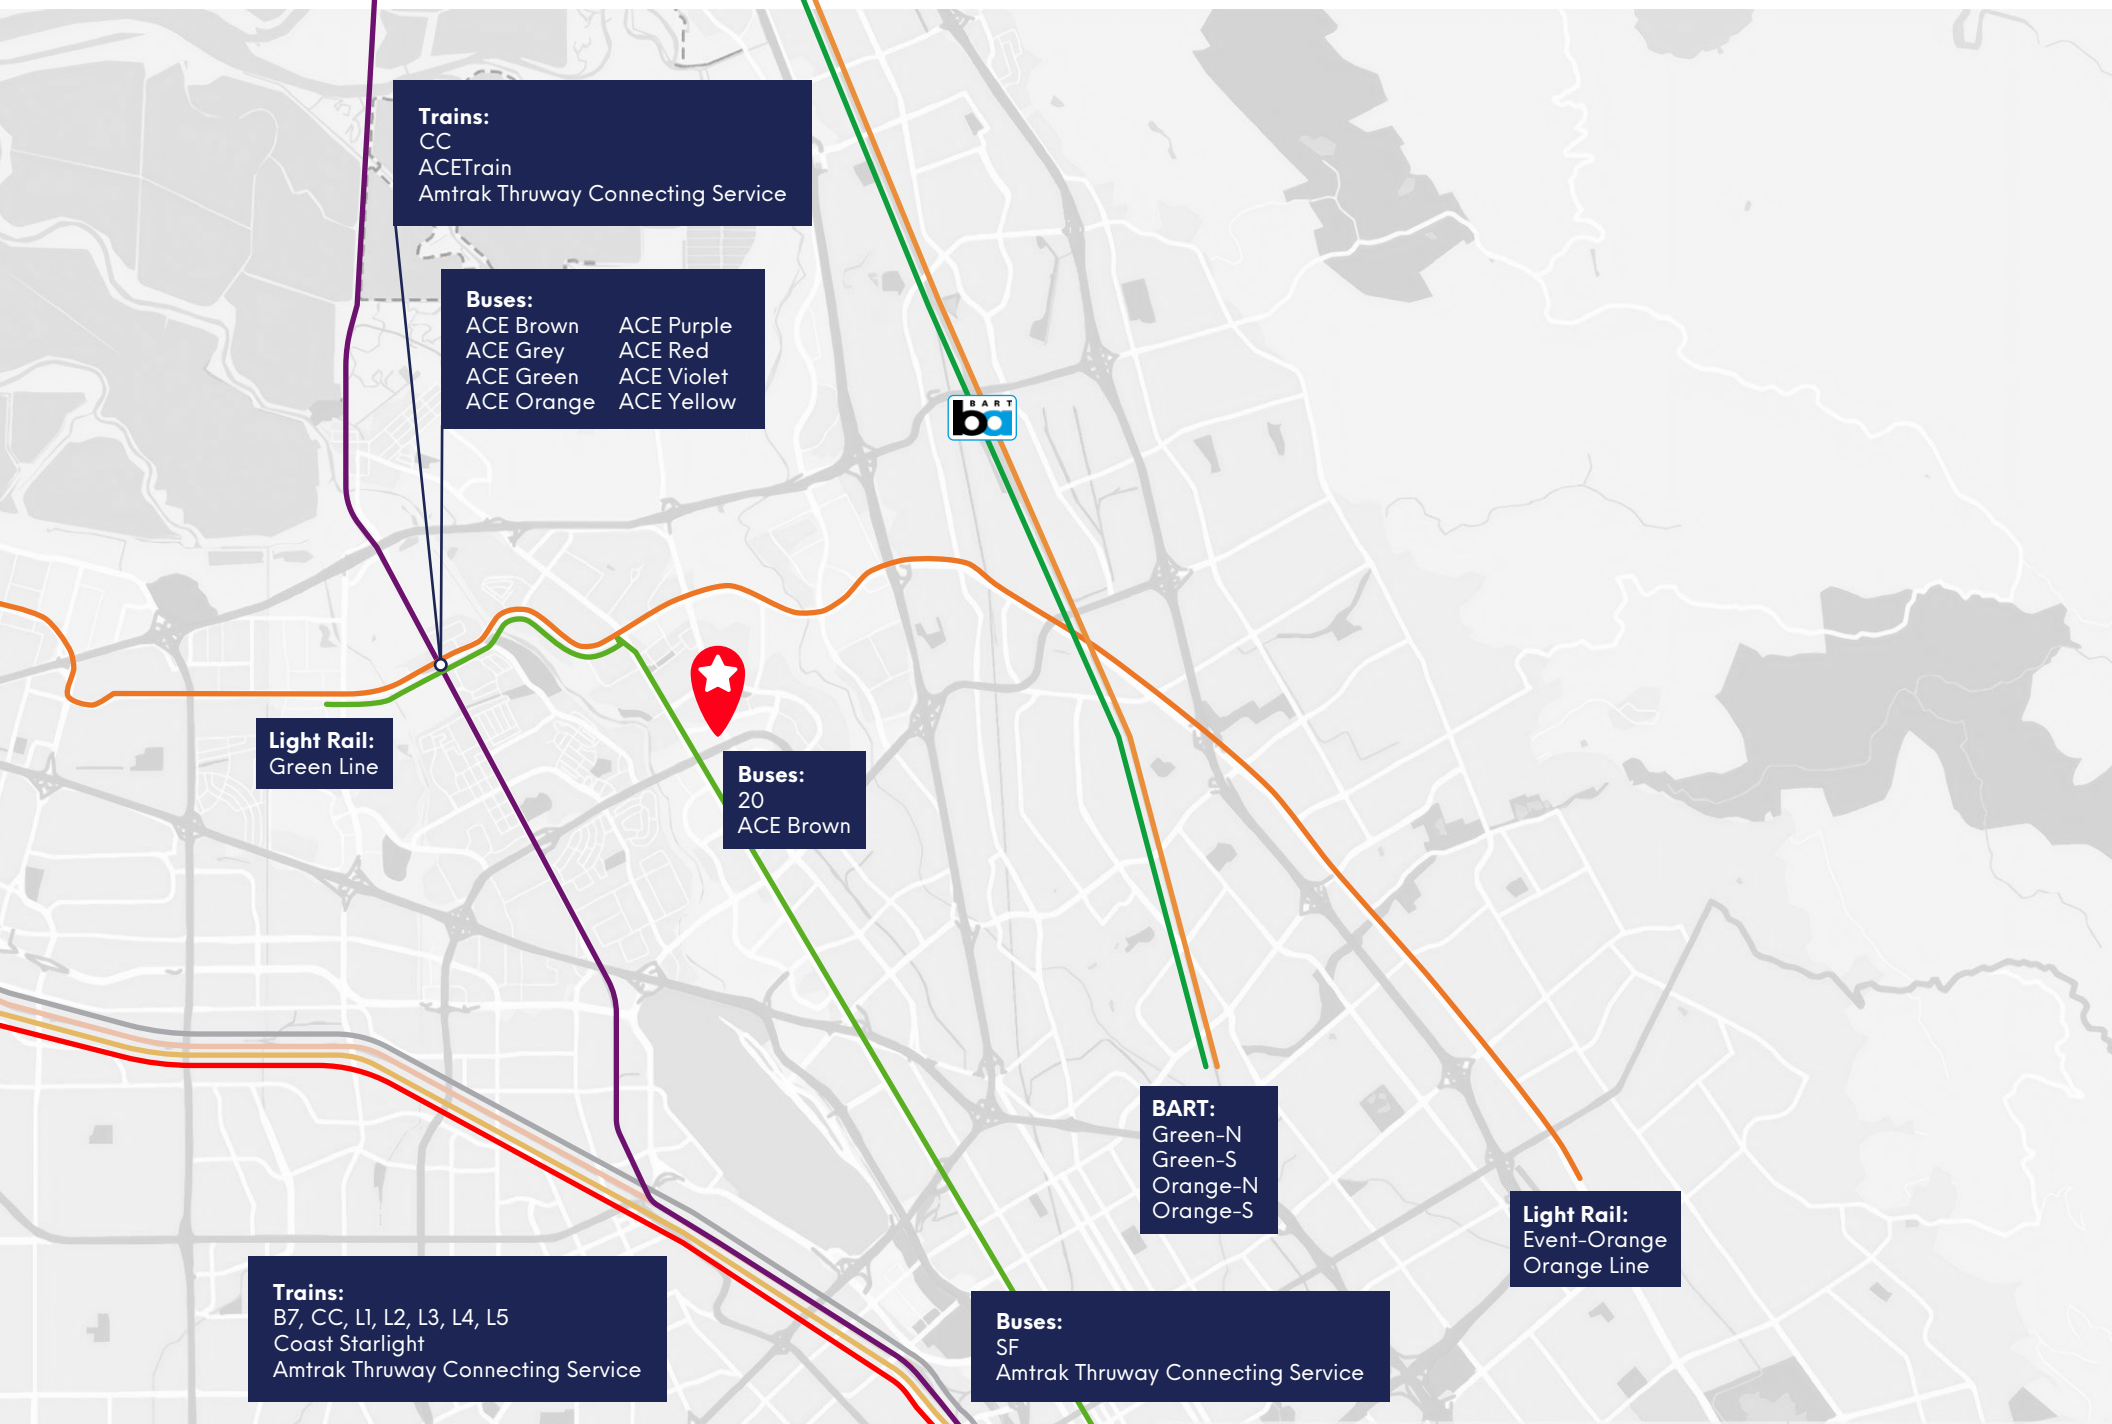 Trains:
CC
ACETrain
Amtrak Thruway Connecting Service
Buses:
ACE Brown ACE Purple
ACE Grey ACE Red
ACE Green ACE Violet
ACE Orange ACE Yellow
BART
ba
Light Rail:
Green Line
Buses:
20
ACE Brown
BART:
Green-N
Green-S
Orange-N
Orange-S
Light Rail:
Event-Orange
Orange Line
Trains:
B7, CC, L1, L2, L3, L4, L5
Coast Starlight
Amtrak Thruway Connecting Service
Buses:
SF
Amtrak Thruway Connecting Service